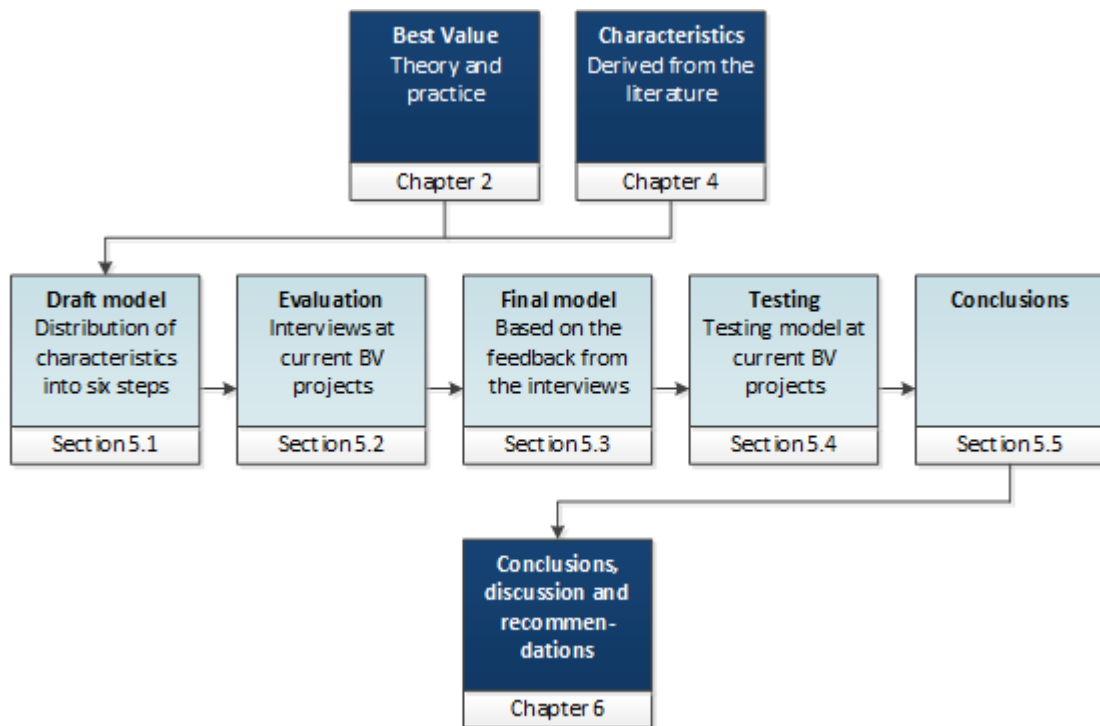 Best Value
Theory and
practice
Chapter 2
Characteristics
Derived from the
literature
Chapter 4
Draft model
Distribution of
characteristics
into six steps
Section 5.1
Evaluation
Interviews at
current BV
projects
Section 5.2
Final model
Based on the
feedback from
the interviews
Section 5.3
Testing
Testing model at
current BV
projects
Section 5.4
Conclusions
Section 5.5
Conclusions,
discussion and
recommen-
dations
Chapter 6